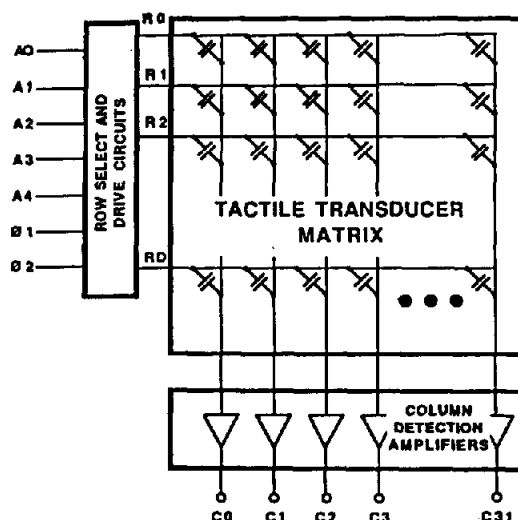 R0
A0
A1
R1
A2
R2
A3
A4
Ø1
Ø2
ROW SELECT AND
DRIVE CIRCUITS
TACTILE TRANSDUCER
MATRIX
RD
COLUMN
DETECTION
AMPLIFIERS
C0 C1 C2 C3 C31